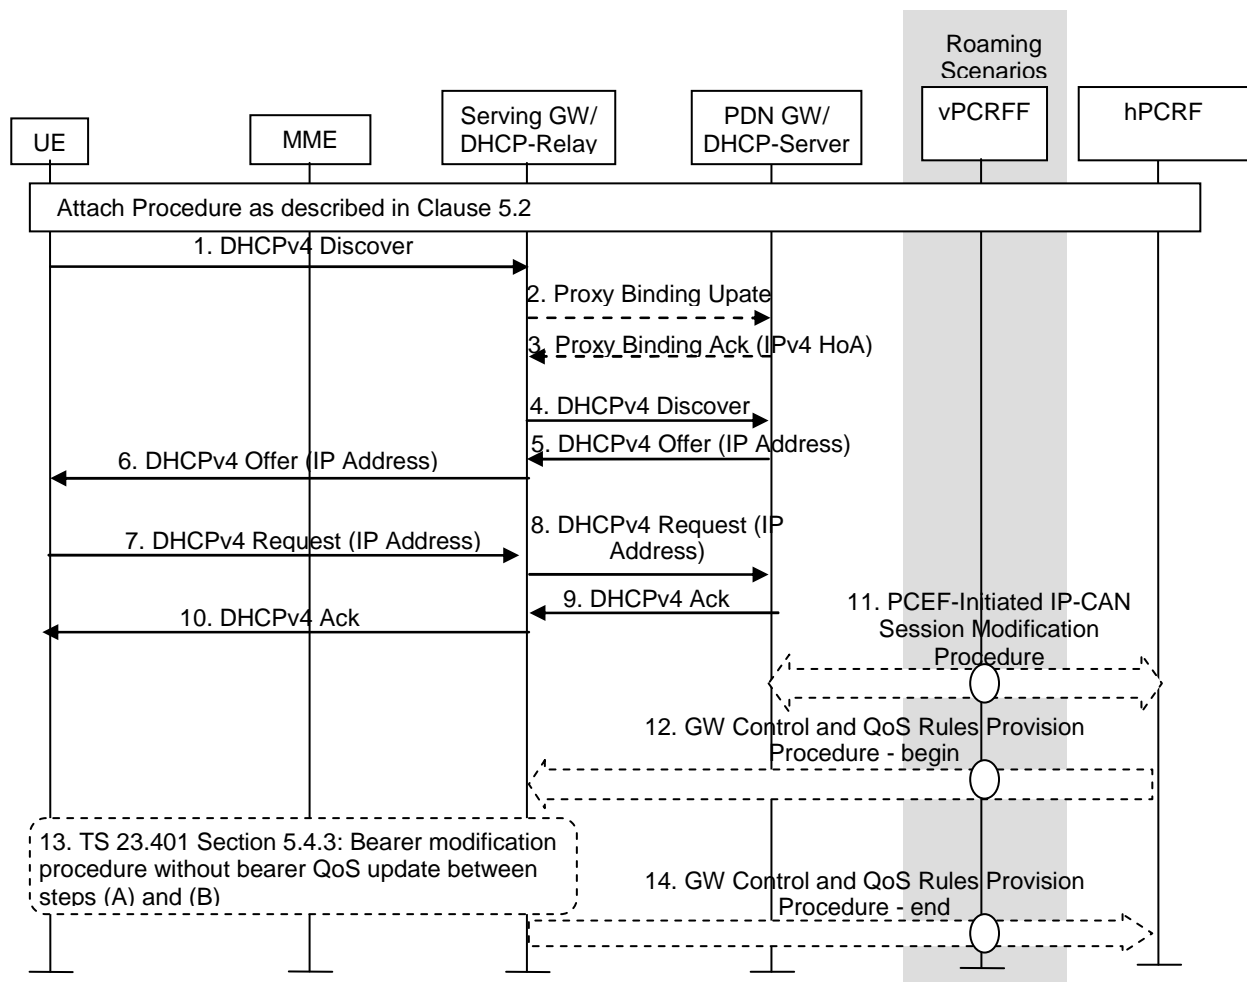 Roaming
Scenarios
UE
MME
Serving GW/
DHCP-Relay
PDN GW/
DHCP-Server
vPCRFF
hPCRF
Attach Procedure as described in Clause 5.2
1. DHCPv4 Discover
2. Proxy Binding Upate
3. Proxy Binding Ack (IPv4 HoA)
4. DHCPv4 Discover
5. DHCPv4 Offer (IP Address)
6. DHCPv4 Offer (IP Address)
7. DHCPv4 Request (IP Address)
8. DHCPv4 Request (IP
Address)
9. DHCPv4 Ack
10. DHCPv4 Ack
11. PCEF-Initiated IP-CAN
Session Modification
Procedure
12. GW Control and QoS Rules Provision
Procedure - begin
13. TS 23.401 Section 5.4.3: Bearer modification
procedure without bearer QoS update between
steps (A) and (B)
14. GW Control and QoS Rules Provision
Procedure - end